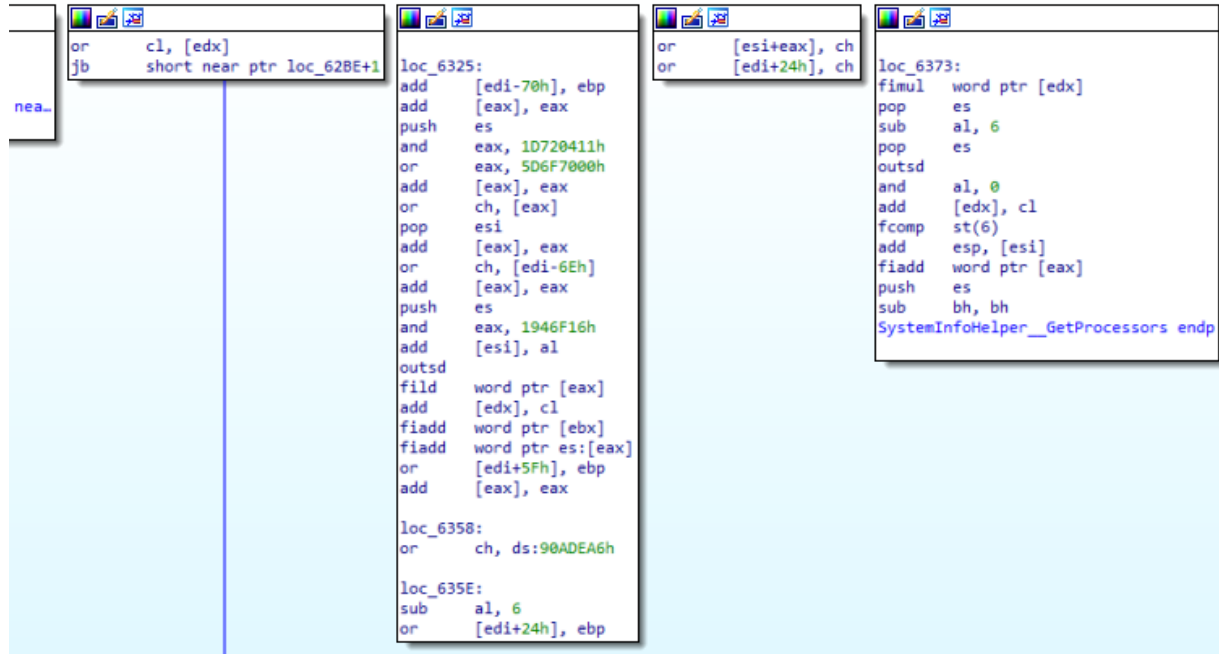 nea…
or cl, [edx]
jb short near ptr loc_62BE+1
loc_6325:
add [edi-70h], ebp
add [eax], eax
push es
and eax, 1D720411h
or eax, 5D6F7000h
add [eax], eax
or ch, [eax]
pop esi
add [eax], eax
or ch, [edi-6Eh]
add [eax], eax
push es
and eax, 1946F16h
add [esi], al
outsd
fild word ptr [eax]
add [edx], cl
fiadd word ptr [ebx]
fiadd word ptr es:[eax]
or [edi+5Fh], ebp
add [eax], eax
loc_6358:
or ch, ds:90ADEA6h
loc_635E:
sub al, 6
or [edi+24h], ebp
or [esi+eax], ch
or [edi+24h], ch
loc_6373:
fimul word ptr [edx]
pop es
sub al, 6
pop es
outsd
and al, 0
add [edx], cl
fcomp st(6)
add esp, [esi]
fiadd word ptr [eax]
push es
sub bh, bh
SystemInfoHelper__GetProcessors endp